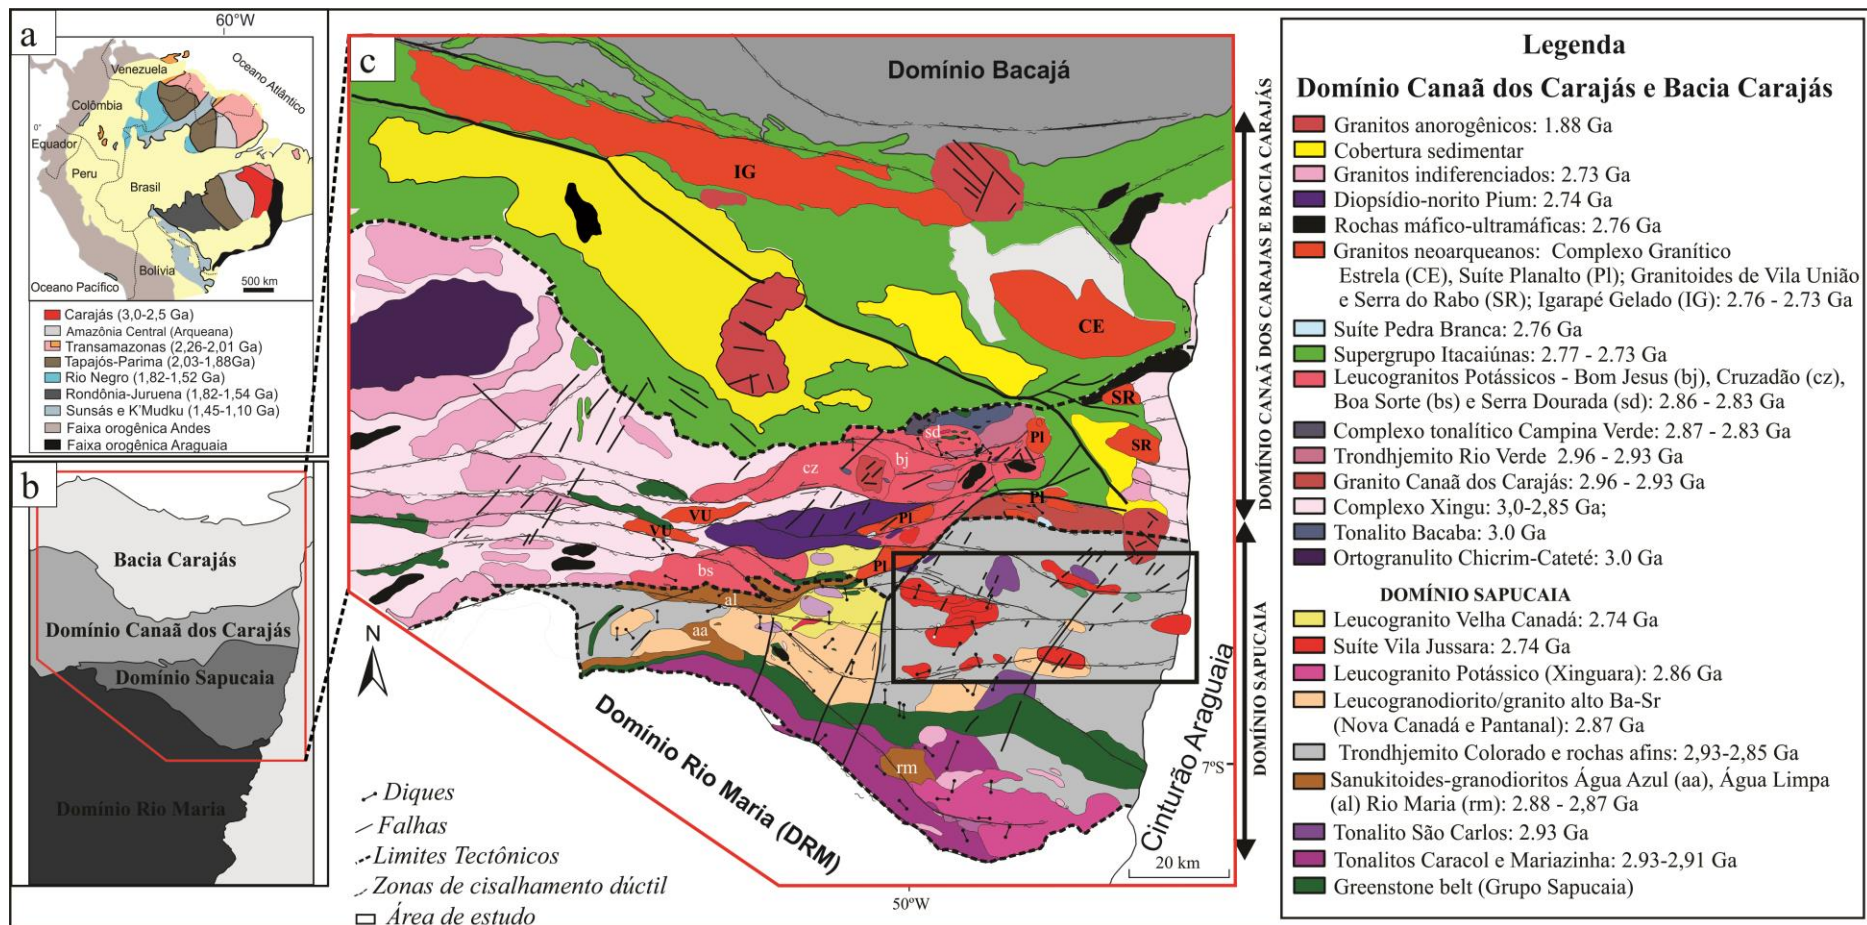 a
60°W
Oceano Atlântico
Venezuela
Colômbia
0°
Equador
Peru
Brasil
Bolívia
Oceano Pacífico
500 km
Carajás (3,0-2,5 Ga)
Amazônia Central (Arqueana)
Transamazonas (2,26-2,01 Ga)
Tapajós-Parima (2,03-1,88Ga)
Rio Negro (1,82-1,52 Ga)
Rondônia-Juruena (1,82-1,54 Ga)
Sunsás e K'Mudku (1,45-1,10 Ga)
Faixa orogênica Andes
Faixa orogênica Araguaia
b
Bacia Carajás
Domínio Canaã dos Carajás
Domínio Sapucaia
Domínio Rio Maria
c
Domínio Bacajá
IG
CE
SR
SR
sd
Pl
bj
cz
Pl
VU
VU
Pl
Pl
bs
al
aa
rm
N
Domínio Rio Maria (DRM)
Cinturão Araguaia
7°S
20 km
50°W
Diques
Falhas
Limites Tectônicos
Zonas de cisalhamento dúctil
Área de estudo
DOMÍNIO CANAÃ DOS CARAJAS E BACIA CARAJÁS
DOMÍNIO SAPUCAIA
Legenda
Domínio Canaã dos Carajás e Bacia Carajás
Granitos anorogênicos: 1.88 Ga
Cobertura sedimentar
Granitos indiferenciados: 2.73 Ga
Diopsídio-norito Pium: 2.74 Ga
Rochas máfico-ultramáficas: 2.76 Ga
Granitos neoarqueanos: Complexo Granítico
Estrela (CE), Suíte Planalto (Pl); Granitoides de Vila União
e Serra do Rabo (SR); Igarapé Gelado (IG): 2.76 - 2.73 Ga
Suíte Pedra Branca: 2.76 Ga
Supergrupo Itacaiúnas: 2.77 - 2.73 Ga
Leucogranitos Potássicos - Bom Jesus (bj), Cruzadão (cz),
Boa Sorte (bs) e Serra Dourada (sd): 2.86 - 2.83 Ga
Complexo tonalítico Campina Verde: 2.87 - 2.83 Ga
Trondhjemito Rio Verde 2.96 - 2.93 Ga
Granito Canaã dos Carajás: 2.96 - 2.93 Ga
Complexo Xingu: 3,0-2,85 Ga;
Tonalito Bacaba: 3.0 Ga
Ortogranulito Chicrim-Cateté: 3.0 Ga
DOMÍNIO SAPUCAIA
Leucogranito Velha Canadá: 2.74 Ga
Suíte Vila Jussara: 2.74 Ga
Leucogranito Potássico (Xinguara): 2.86 Ga
Leucogranodiorito/granito alto Ba-Sr
(Nova Canadá e Pantanal): 2.87 Ga
Trondhjemito Colorado e rochas afins: 2,93-2,85 Ga
Sanukitoides-granodioritos Água Azul (aa), Água Limpa
(al) Rio Maria (rm): 2.88 - 2,87 Ga
Tonalito São Carlos: 2.93 Ga
Tonalitos Caracol e Mariazinha: 2.93-2,91 Ga
Greenstone belt (Grupo Sapucaia)